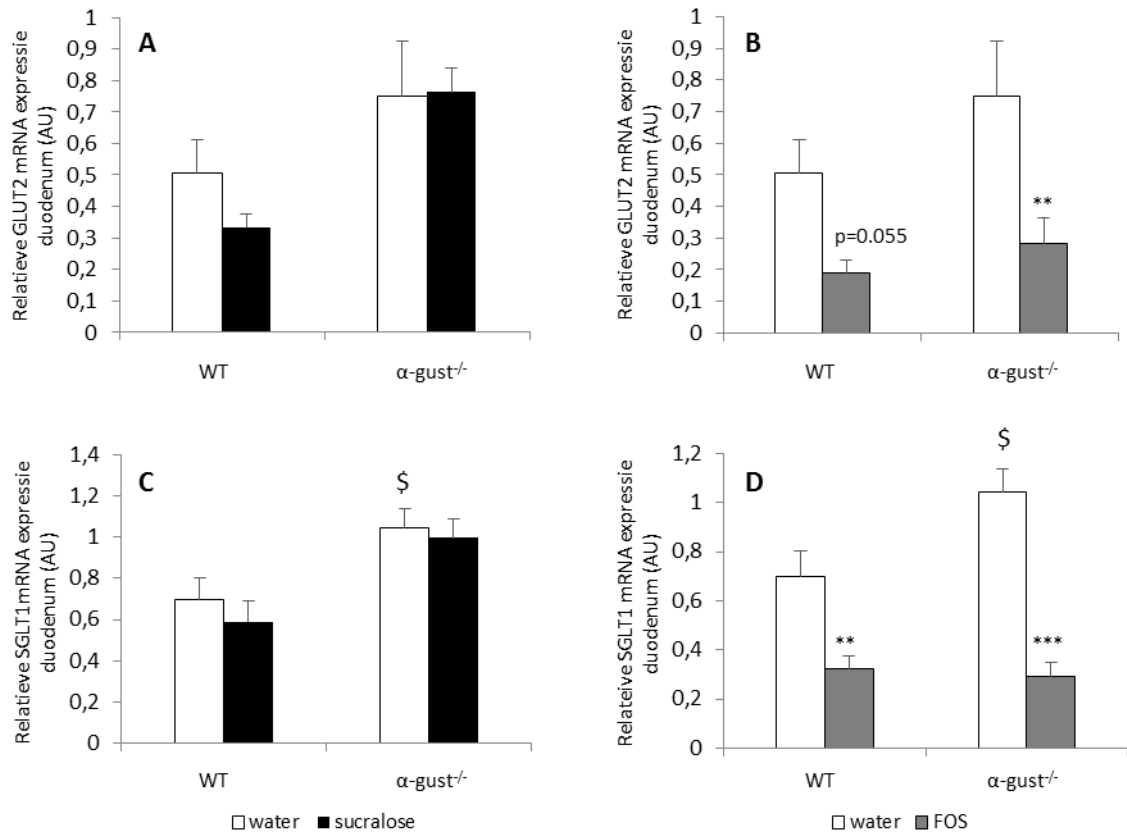 A
Relatieve GLUT2 mRNA expressie
duodenum (AU)
1
0,9
0,8
0,7
0,6
0,5
0,4
0,3
0,2
0,1
0
WT
α-gust-/-
B
Relatieve GLUT2 mRNA expressie
duodenum (AU)
1
0,9
0,8
0,7
0,6
0,5
0,4
0,3
0,2
0,1
0
p=0.055
**
WT
α-gust-/-
C
Relatieve SGLT1 mRNA expressie
duodenum (AU)
1,4
1,2
1
0,8
0,6
0,4
0,2
0
$
WT
α-gust-/-
water sucralose
D
Relateive SGLT1 mRNA expressie
duodenum (AU)
1,2
1
0,8
0,6
0,4
0,2
0
$
**
***
WT
α-gust-/-
water FOS